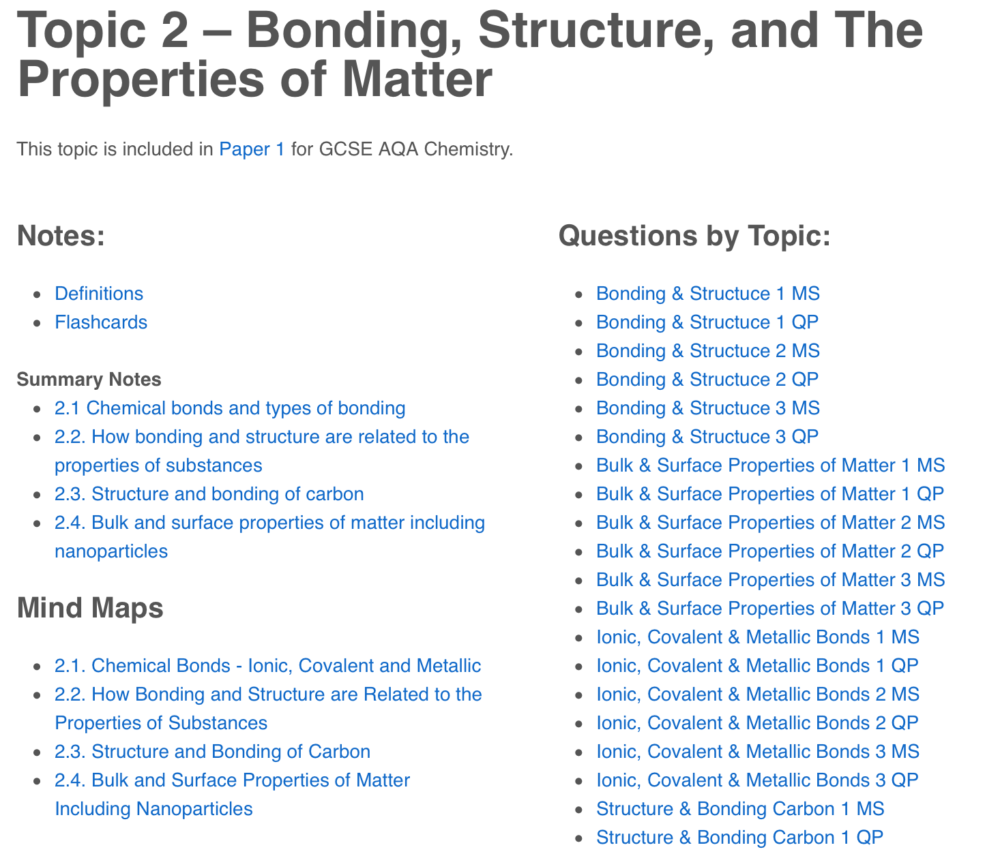 Topic 2 – Bonding, Structure, and The
Properties of Matter
This topic is included in Paper 1 for GCSE AQA Chemistry.
Notes:
• Definitions
• Flashcards
Summary Notes
• 2.1 Chemical bonds and types of bonding
• 2.2. How bonding and structure are related to the
properties of substances
• 2.3. Structure and bonding of carbon
• 2.4. Bulk and surface properties of matter including
nanoparticles
Mind Maps
• 2.1. Chemical Bonds - Ionic, Covalent and Metallic
• 2.2. How Bonding and Structure are Related to the
Properties of Substances
• 2.3. Structure and Bonding of Carbon
• 2.4. Bulk and Surface Properties of Matter
Including Nanoparticles
Questions by Topic:
• Bonding & Structuce 1 MS
• Bonding & Structuce 1 QP
• Bonding & Structuce 2 MS
• Bonding & Structuce 2 QP
• Bonding & Structuce 3 MS
• Bonding & Structuce 3 QP
• Bulk & Surface Properties of Matter 1 MS
• Bulk & Surface Properties of Matter 1 QP
• Bulk & Surface Properties of Matter 2 MS
• Bulk & Surface Properties of Matter 2 QP
• Bulk & Surface Properties of Matter 3 MS
• Bulk & Surface Properties of Matter 3 QP
• Ionic, Covalent & Metallic Bonds 1 MS
• Ionic, Covalent & Metallic Bonds 1 QP
• Ionic, Covalent & Metallic Bonds 2 MS
• Ionic, Covalent & Metallic Bonds 2 QP
• Ionic, Covalent & Metallic Bonds 3 MS
• Ionic, Covalent & Metallic Bonds 3 QP
• Structure & Bonding Carbon 1 MS
• Structure & Bonding Carbon 1 QP